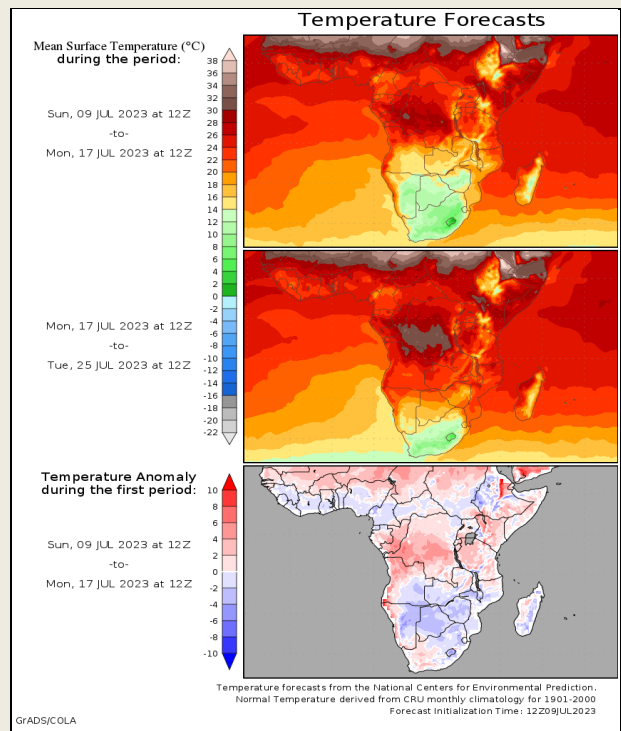 Temperature Forecasts
Mean Surface Temperature (°C)
during the period:
Sun, 09 JUL 2023 at 12Z
-to-
Mon, 17 JUL 2023 at 12Z
38
36
34
32
30
28
26
24
22
20
18
16
14
12
10
8
6
4
2
0
-2
-4
-6
-8
-10
-12
-14
-16
-18
-20
-22
Mon, 17 JUL 2023 at 12Z
-to-
Tue, 25 JUL 2023 at 12Z
Temperature Anomaly
during the first period:
Sun, 09 JUL 2023 at 12Z
-to-
Mon, 17 JUL 2023 at 12Z
10
8
6
4
2
0
-2
-4
-6
-8
-10
Temperature forecasts from the National Centers for Environmental Prediction.
Normal Temperature derived from CRU monthly climatology for 1901-2000
Forecast Initialization Time: 12Z09JUL2023
GrADS/COLA